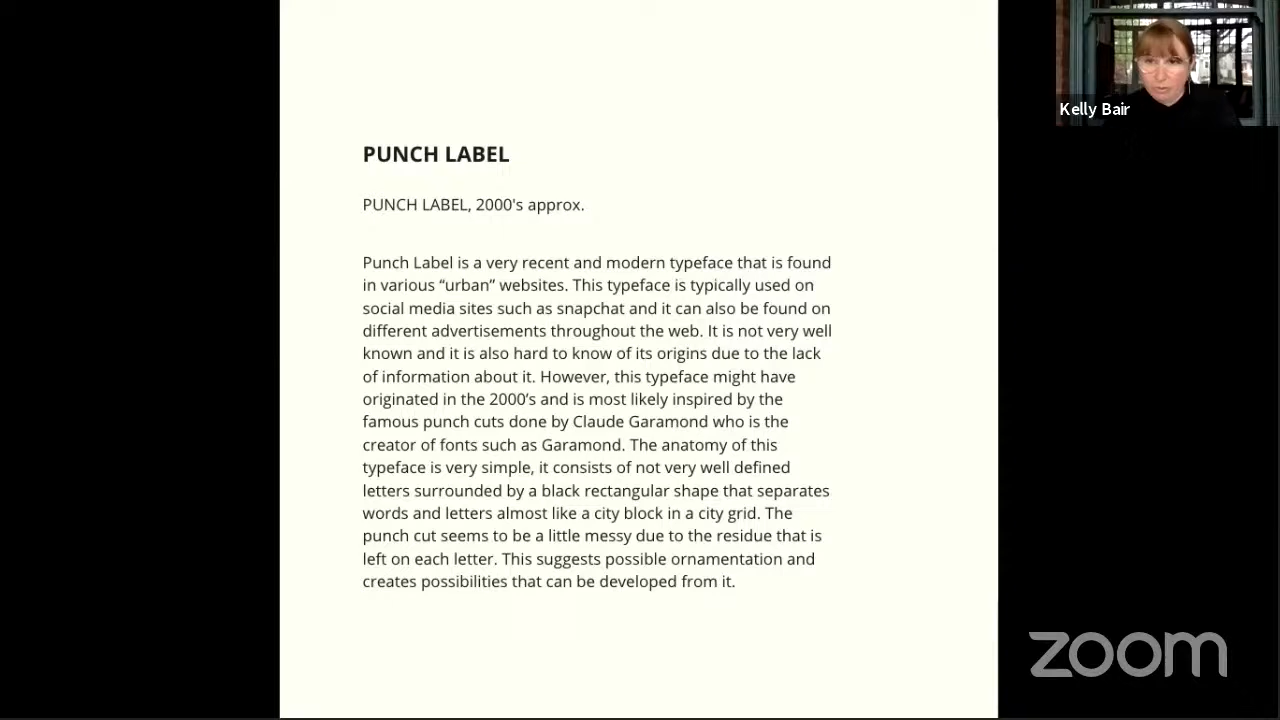 PUNCH LABEL
PUNCH LABEL, 2000's approx.
Punch Label is a very recent and modern typeface that is found
in various “urban” websites. This typeface is typically used on
social media sites such as snapchat and it can also be found on
different advertisements throughout the web. It is not very well
known and it is also hard to know of its origins due to the lack
of information about it. However, this typeface might have
originated in the 2000’s and is most likely inspired by the
famous punch cuts done by Claude Garamond who is the
creator of fonts such as Garamond. The anatomy of this
typeface is very simple, it consists of not very well defined
letters surrounded by a black rectangular shape that separates
words and letters almost like a city block in a city grid. The
punch cut seems to be a little messy due to the residue that is
left on each letter. This suggests possible ornamentation and
creates possibilities that can be developed from it.
Kelly Bair
zoom